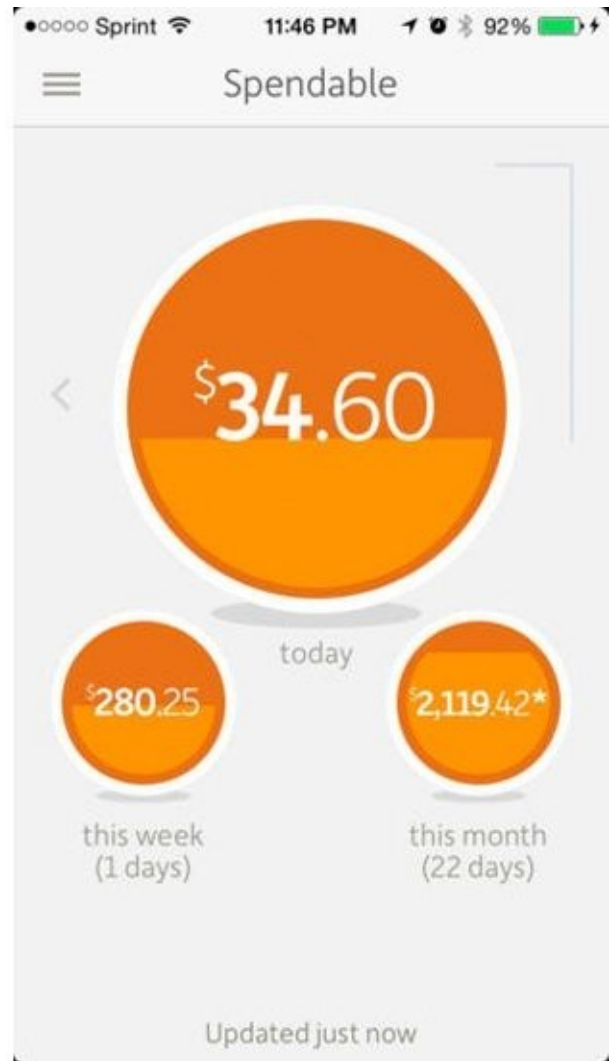 Sprint 11:46 PM 92%
Spendable
$34.60
today
$280.25
$2,119.42*
this week
(1 days)
this month
(22 days)
Updated just now